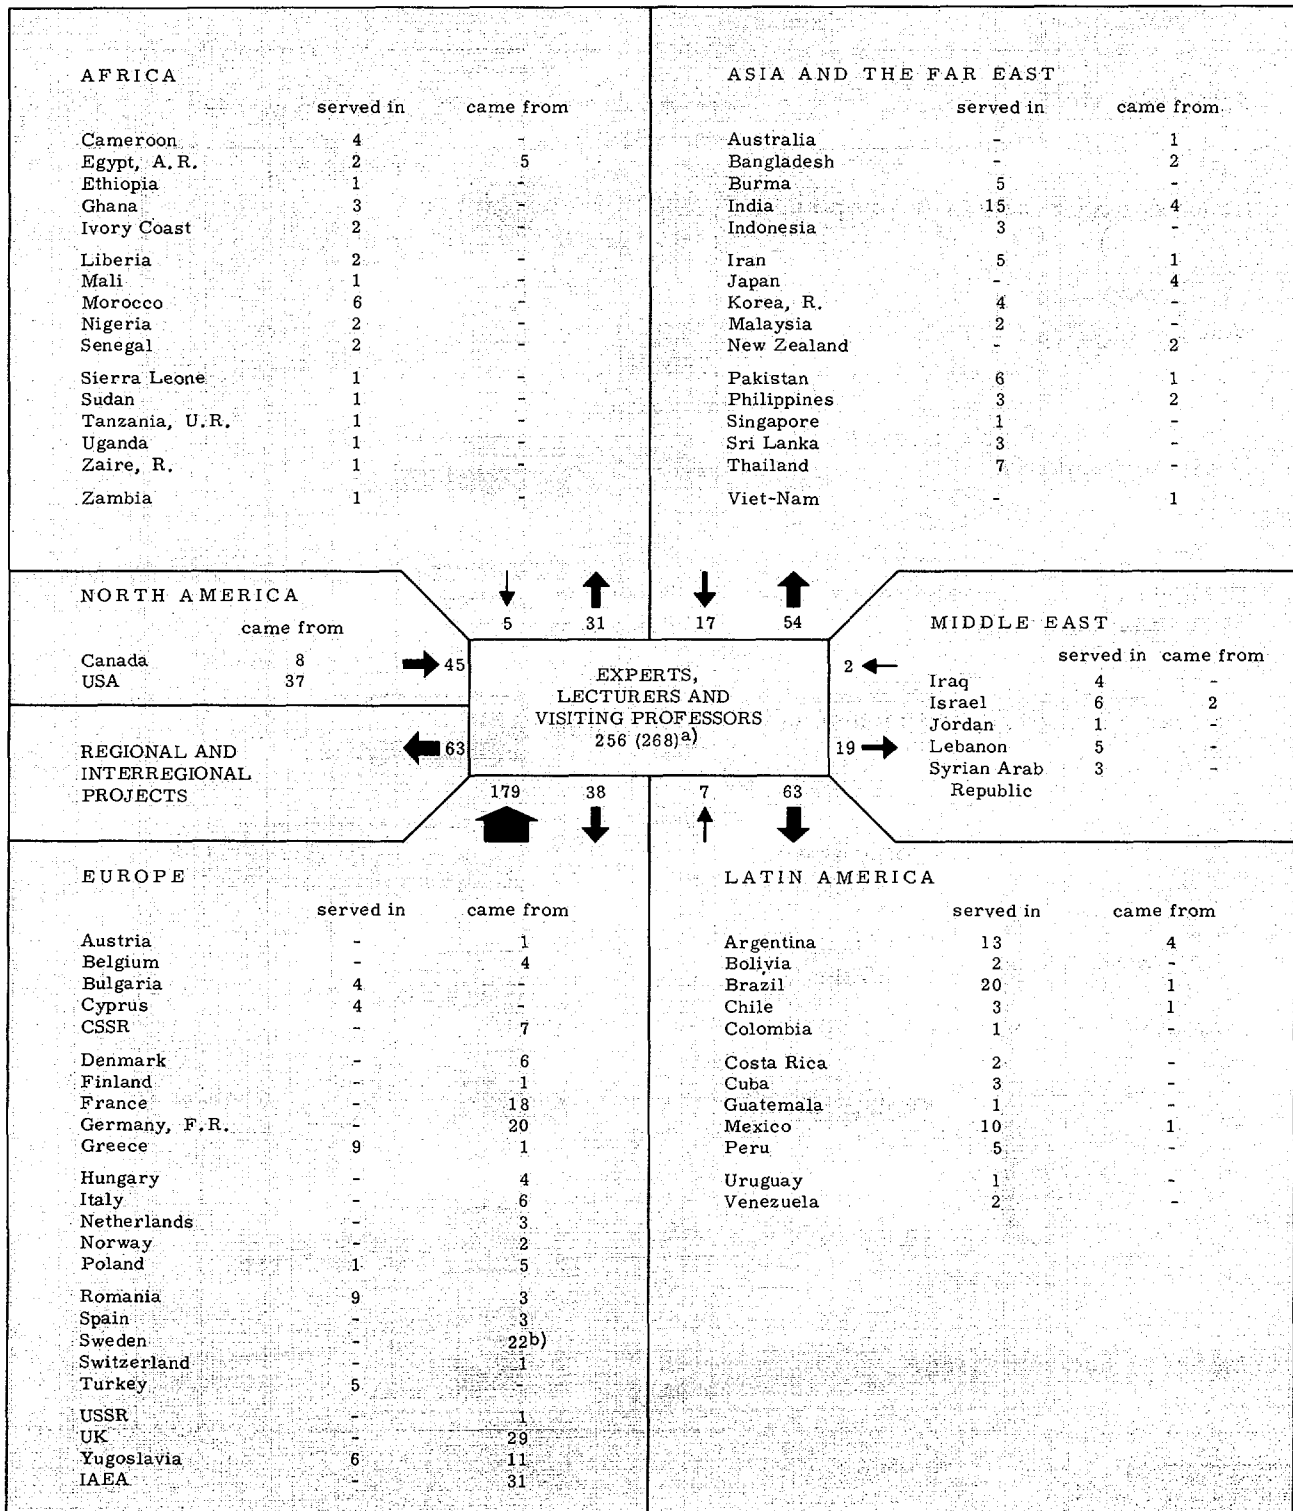 AFRICA
served in came from
Cameroon 4 -
Egypt, A.R. 2 5
Ethiopia 1 -
Ghana 3 -
Ivory Coast 2 -
Liberia 2 -
Mali 1 -
Morocco 6 -
Nigeria 2 -
Senegal 2 -
Sierra Leone 1 -
Sudan 1 -
Tanzania, U.R. 1 -
Uganda 1 -
Zaire, R. 1 -
Zambia 1 -
ASIA AND THE FAR EAST
served in came from
Australia - 1
Bangladesh - 2
Burma 5 -
India 15 4
Indonesia 3 -
Iran 5 1
Japan - 4
Korea, R. 4 -
Malaysia 2 -
New Zealand - 2
Pakistan 6 1
Philippines 3 2
Singapore 1 -
Sri Lanka 3 -
Thailand 7 -
Viet-Nam - 1
5 31 17 54
NORTH AMERICA
came from
Canada 8
USA 37
45
REGIONAL AND
INTERREGIONAL
PROJECTS
63
EXPERTS,
LECTURERS AND
VISITING PROFESSORS
256 (268)a)
2
19
MIDDLE EAST
served in came from
Iraq 4 -
Israel 6 2
Jordan 1 -
Lebanon 5 -
Syrian Arab 3 -
Republic
179 38 7 63
EUROPE
served in came from
Austria - 1
Belgium - 4
Bulgaria 4 -
Cyprus 4 -
CSSR - 7
Denmark - 6
Finland - 1
France - 18
Germany, F.R. - 20
Greece 9 1
Hungary - 4
Italy - 6
Netherlands - 3
Norway - 2
Poland 1 5
Romania 9 3
Spain - 3
Sweden - 22b)
Switzerland - 1
Turkey 5 -
USSR - 1
UK - 29
Yugoslavia 6 11
IAEA - 31
LATIN AMERICA
served in came from
Argentina 13 4
Bolivia 2 -
Brazil 20 1
Chile 3 1
Colombia 1 -
Costa Rica 2 -
Cuba 3 -
Guatemala 1 -
Mexico 10 1
Peru 5 -
Uruguay 1 -
Venezuela 2 -